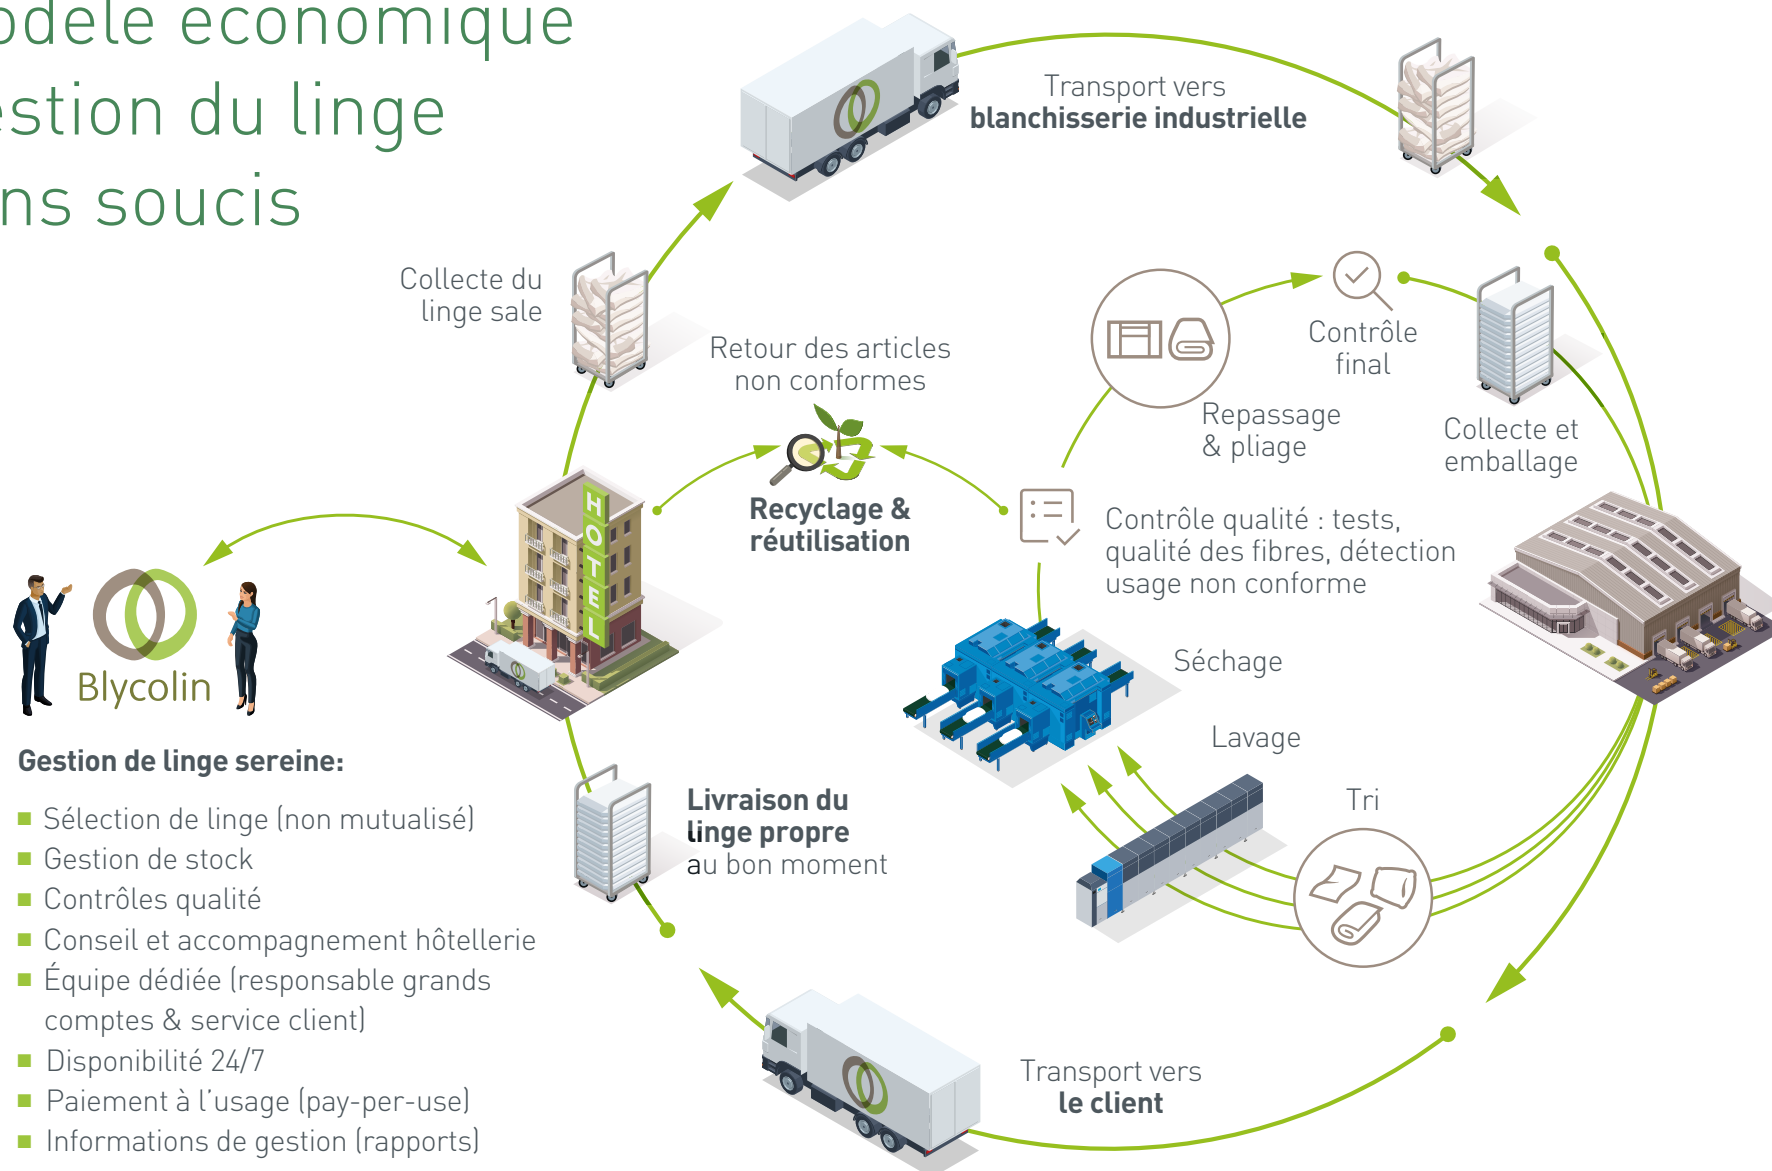 odèle économique
estion du linge
ns soucis
Transport vers
blanchisserie industrielle
Collecte du
linge sale
Retour des articles
non conformes
Recyclage &
réutilisation
Contrôle
final
Repassage
& pliage
Collecte et
emballage
Contrôle qualité : tests,
qualité des fibres, détection
usage non conforme
HOTEL
Séchage
Lavage
Tri
Blycolin
Gestion de linge sereine:
Sélection de linge (non mutualisé)
Gestion de stock
Contrôles qualité
Conseil et accompagnement hôtellerie
Équipe dédiée (responsable grands
comptes & service client)
Disponibilité 24/7
Paiement à l'usage (pay-per-use)
Informations de gestion (rapports)
Livraison du
linge propre
au bon moment
Transport vers
le client